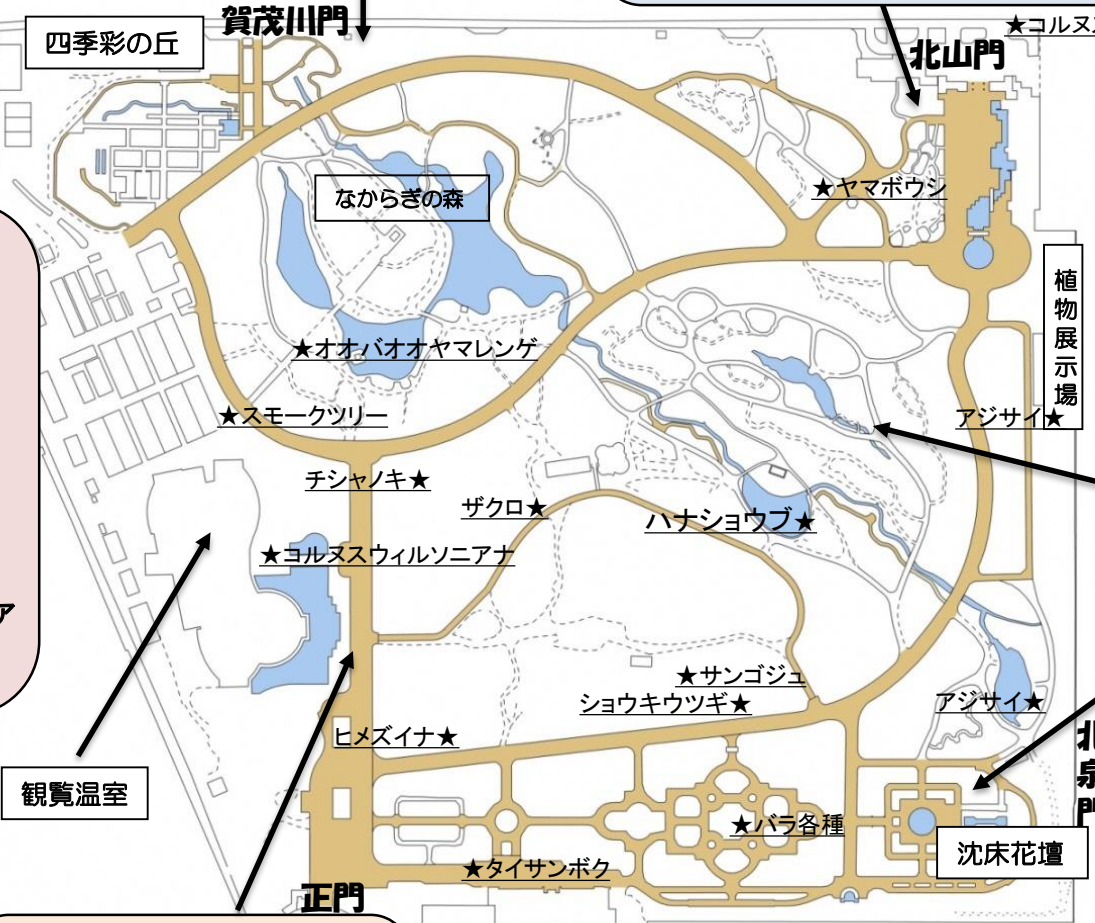 賀茂川門
四季彩の丘
★コルヌス
北山門
★ヤマボウシ
なからぎの森
植物展示場
★オオバオオヤマレンゲ
★スモークツリー
アジサイ★
チシャノキ★
ザクロ★
ハナショウブ★
★コルヌスウィルソニアナ
ア
★サンゴジュ
ショウキウツギ★
アジサイ★
ヒメズイナ★
北泉門
観覧温室
★バラ各種
沈床花壇
★タイサンボク
正門